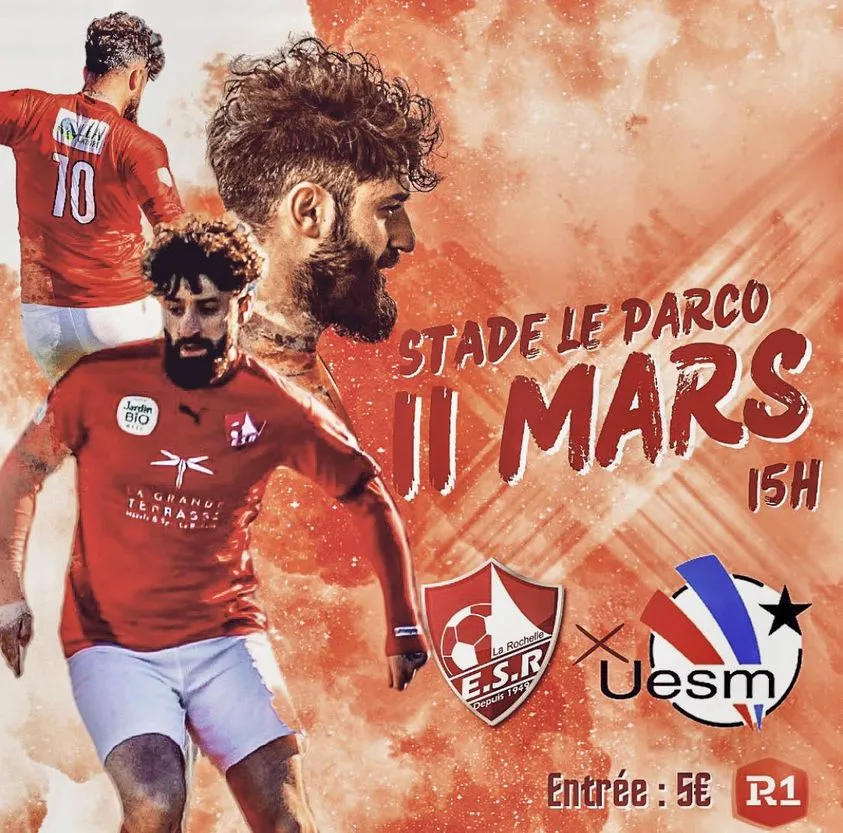 10
STADE LE PARCO
11 MARS
15H
Jardin
BiO
LA GRANDE
TERRASSE
La Rochelle
E.S.R
Depuis 1949
X
Uesm
Entrée : 5€
R1